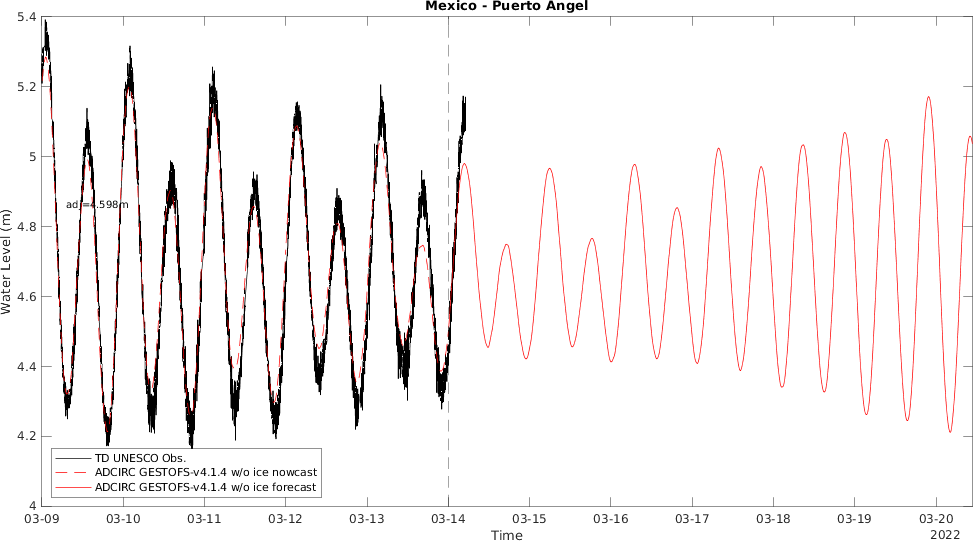 Mexico - Puerto Angel
5.4
5.2
5
4.8
4.6
4.4
4.2
4
Water Level (m)
adj=4.598m
TD UNESCO Obs.
ADCIRC GESTOFS-v4.1.4 w/o ice nowcast
ADCIRC GESTOFS-v4.1.4 w/o ice forecast
03-09 03-10 03-11 03-12 03-13 03-14 03-15 03-16 03-17 03-18 03-19 03-20
2022
Time